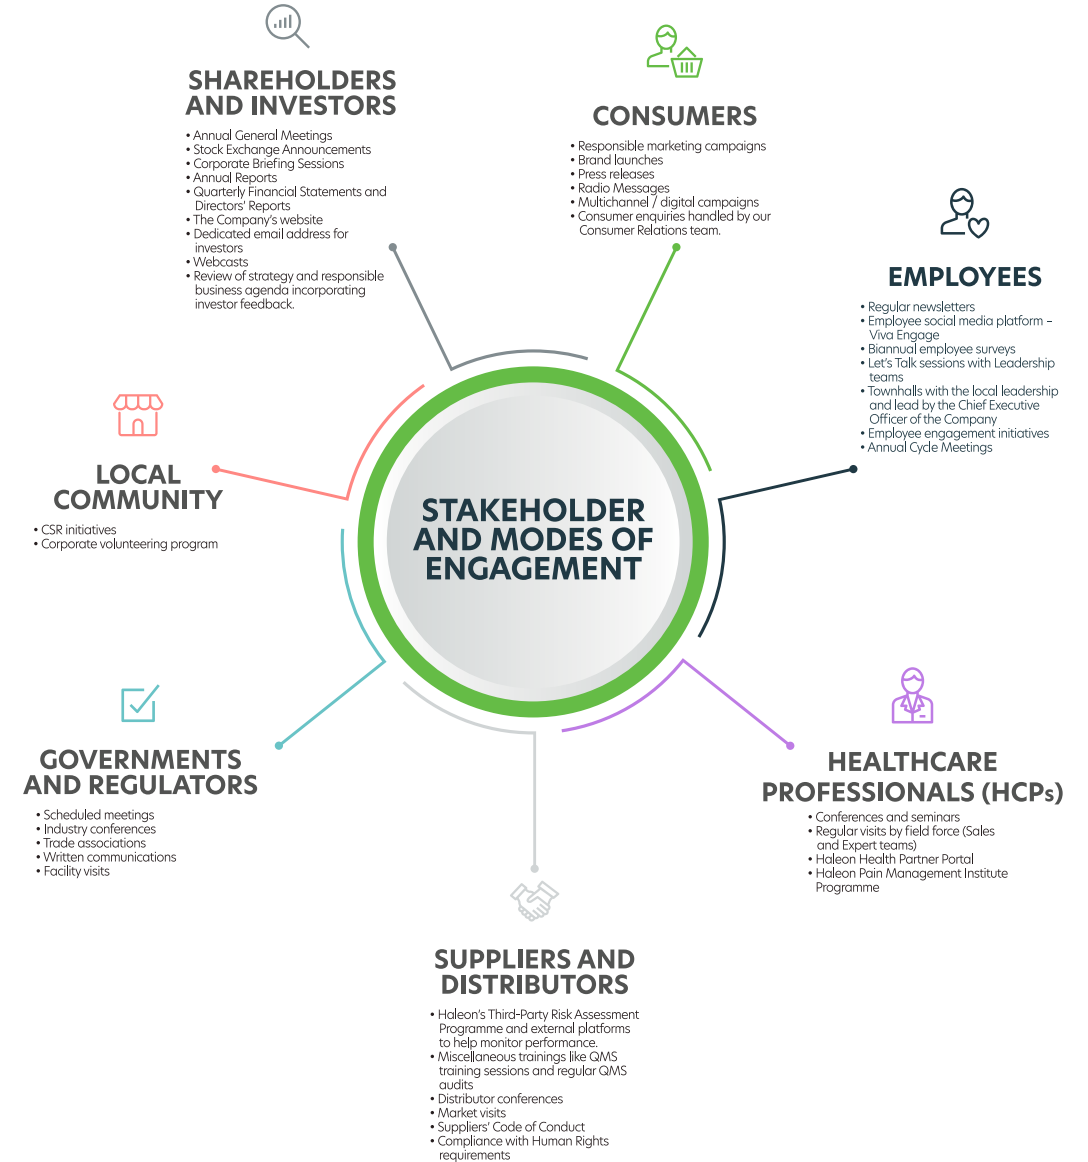 SHAREHOLDERS
AND INVESTORS
• Annual General Meetings
• Stock Exchange Announcements
• Corporate Briefing Sessions
• Annual Reports
• Quarterly Financial Statements and
Directors' Reports
• The Company's website
• Dedicated email address for
investors
• Webcasts
• Review of strategy and responsible
business agenda incorporating
investor feedback.
CONSUMERS
• Responsible marketing campaigns
• Brand launches
• Press releases
• Radio Messages
• Multichannel / digital campaigns
• Consumer enquiries handled by our
Consumer Relations team.
EMPLOYEES
• Regular newsletters
• Employee social media platform –
Viva Engage
• Biannual employee surveys
• Let's Talk sessions with Leadership
teams
• Townhalls with the local leadership
and lead by the Chief Executive
Officer of the Company
• Employee engagement initiatives
• Annual Cycle Meetings
LOCAL
COMMUNITY
• CSR initiatives
• Corporate volunteering program
STAKEHOLDER
AND MODES OF
ENGAGEMENT
GOVERNMENTS
AND REGULATORS
• Scheduled meetings
• Industry conferences
• Trade associations
• Written communications
• Facility visits
HEALTHCARE
PROFESSIONALS (HCPs)
• Conferences and seminars
• Regular visits by field force (Sales
and Expert teams)
• Haleon Health Partner Portal
• Haleon Pain Management Institute
Programme
SUPPLIERS AND
DISTRIBUTORS
• Haleon's Third-Party Risk Assessment
Programme and external platforms
to help monitor performance.
• Miscellaneous trainings like QMS
training sessions and regular QMS
audits
• Distributor conferences
• Market visits
• Suppliers' Code of Conduct
• Compliance with Human Rights
requirements